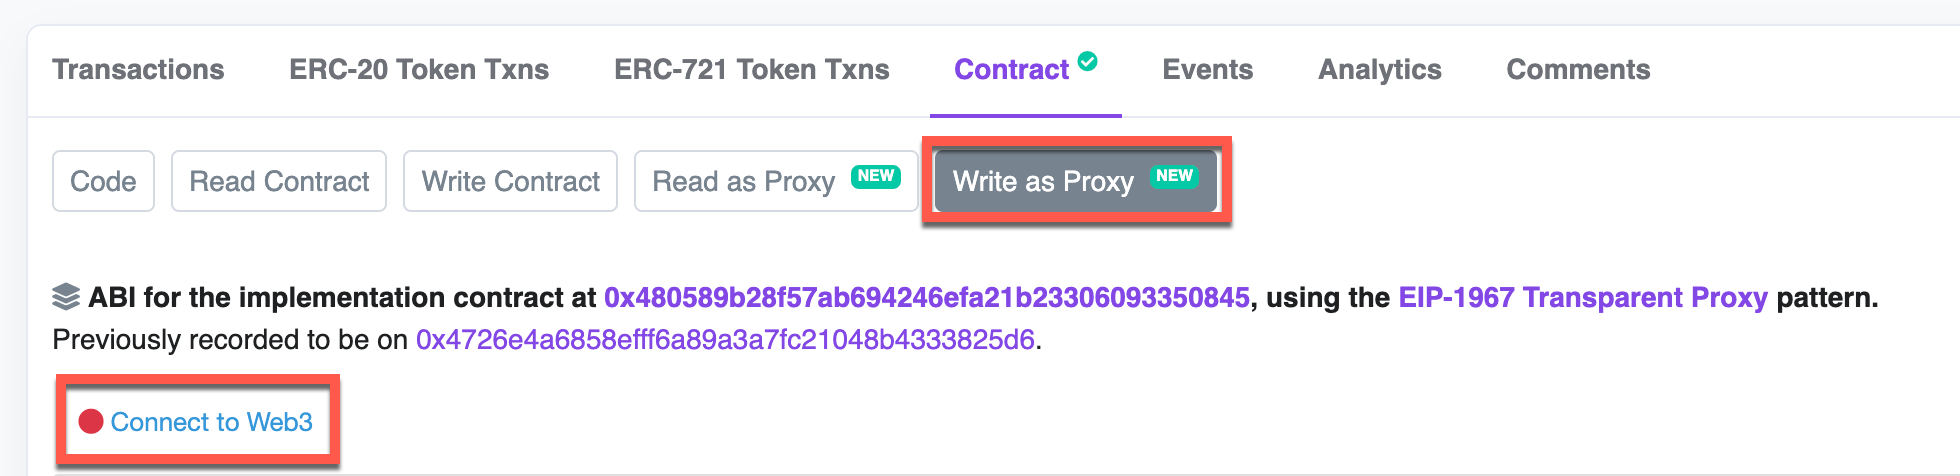 Transactions ERC-20 Token Txns ERC-721 Token Txns Contract Events Analytics Comments
Code Read Contract Write Contract Read as Proxy NEW Write as Proxy NEW
ABI for the implementation contract at 0x480589b28f57ab694246efa21b23306093350845, using the EIP-1967 Transparent Proxy pattern.
Previously recorded to be on 0x4726e4a6858efff6a89a3a7fc21048b4333825d6.
Connect to Web3